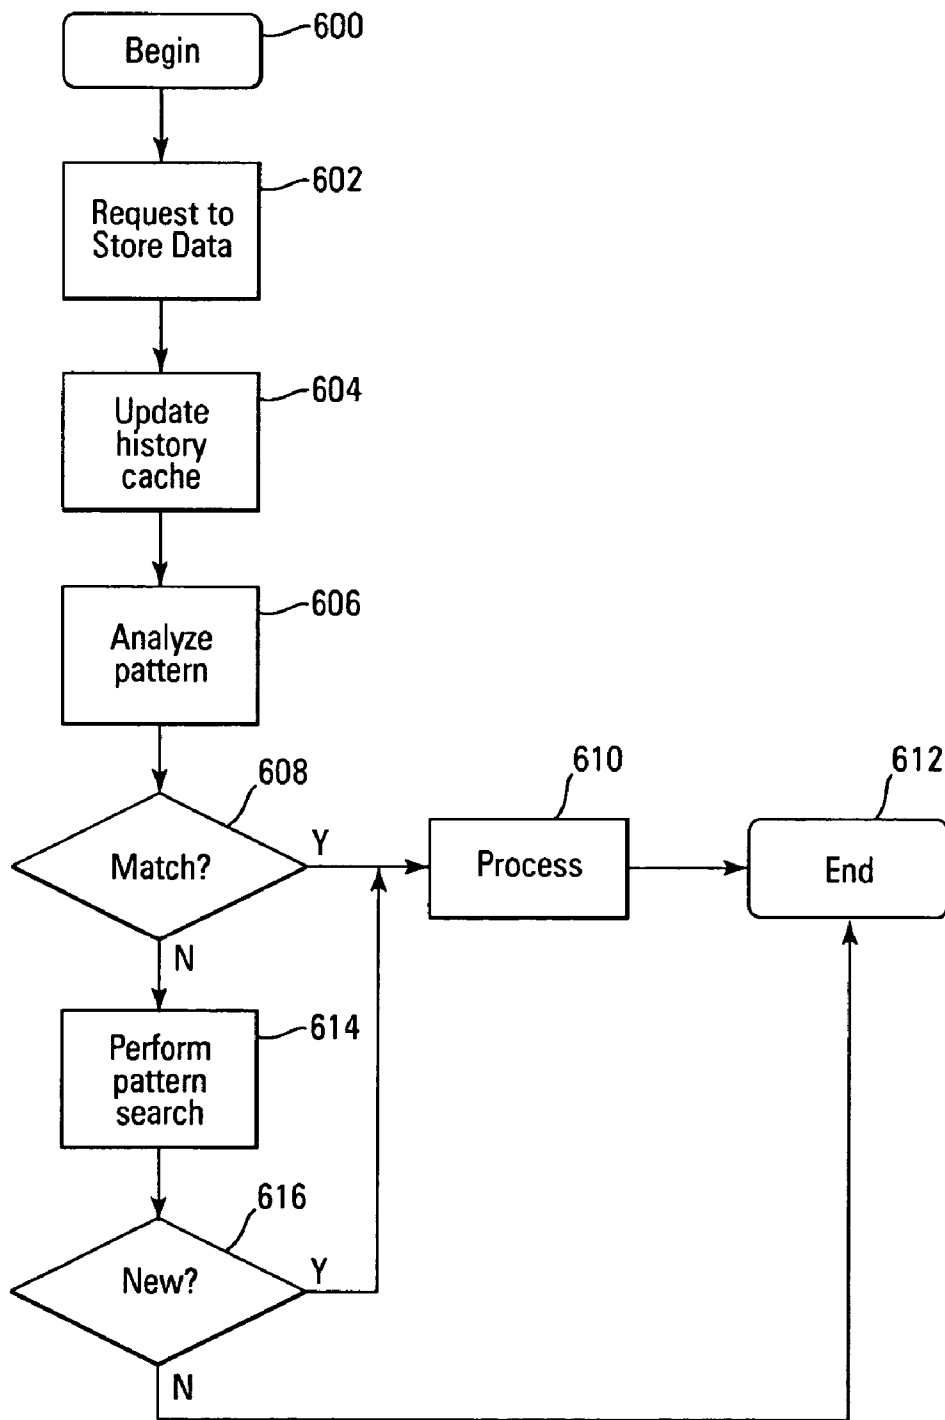 Begin
600
Request to
Store Data
602
Update
history
cache
604
Analyze
pattern
606
Match?
608
Y
N
Process
610
End
612
Perform
pattern
search
614
New?
616
Y
N